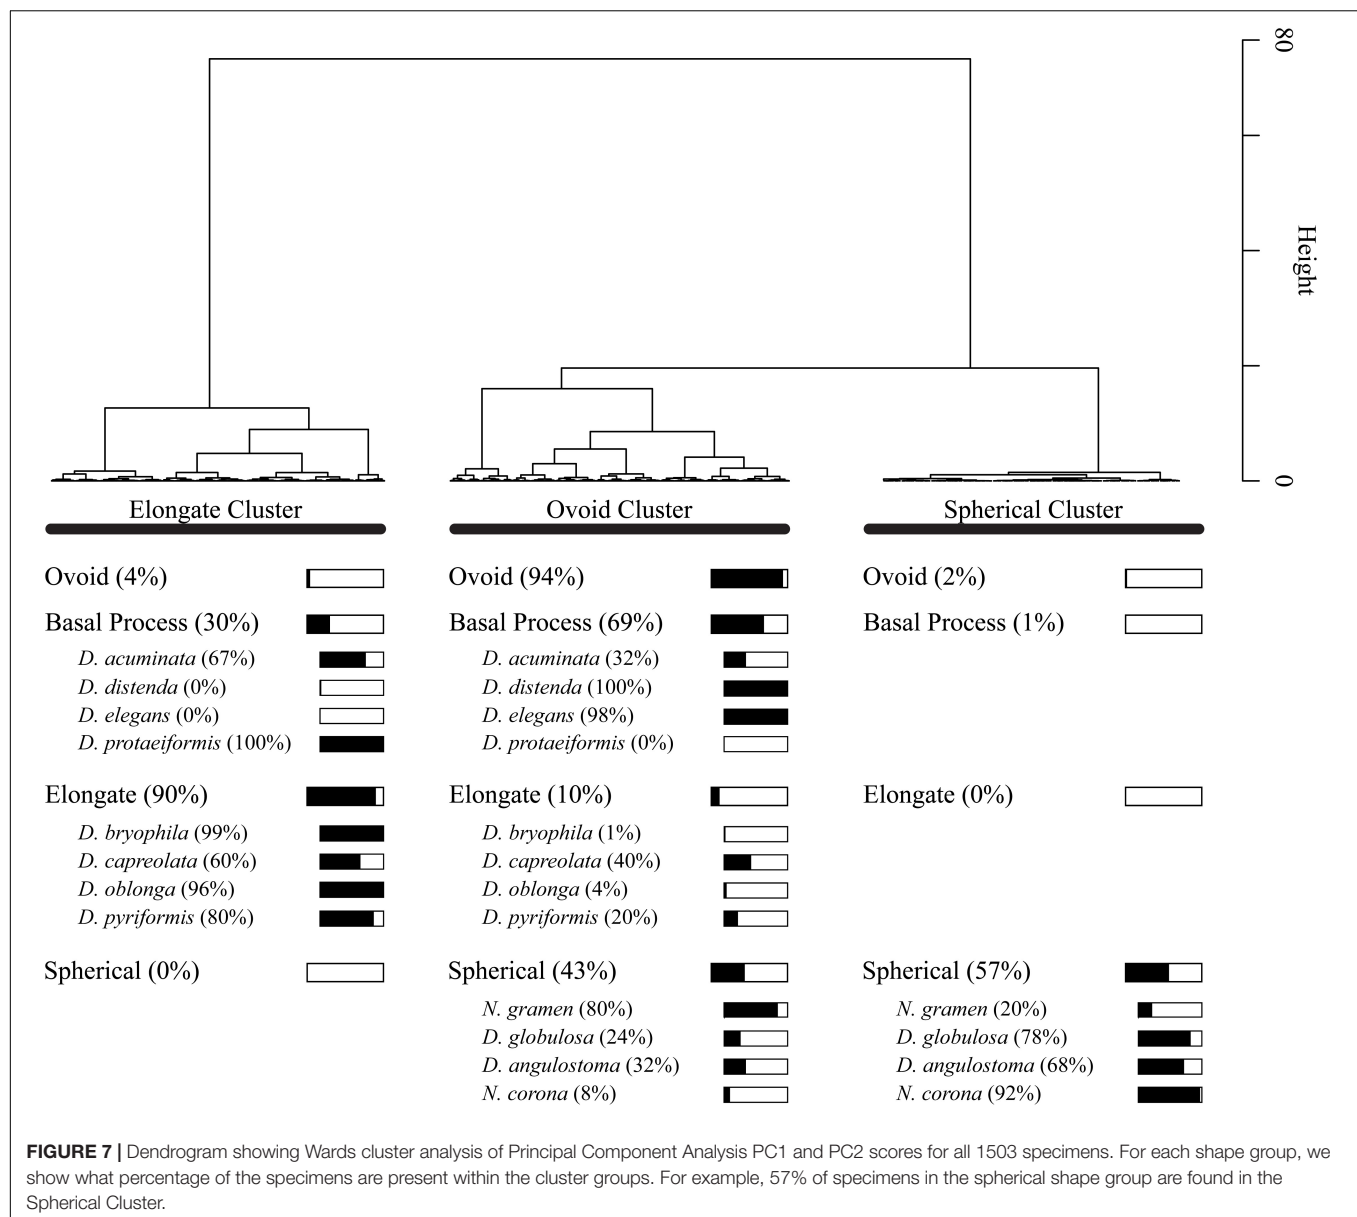 80
Height
0
Elongate Cluster
Ovoid (4%)
Basal Process (30%)
D. acuminata (67%)
D. distenda (0%)
D. elegans (0%)
D. protaeiformis (100%)
Elongate (90%)
D. bryophila (99%)
D. capreolata (60%)
D. oblonga (96%)
D. pyriformis (80%)
Spherical (0%)
Ovoid Cluster
Ovoid (94%)
Basal Process (69%)
D. acuminata (32%)
D. distenda (100%)
D. elegans (98%)
D. protaeiformis (0%)
Elongate (10%)
D. bryophila (1%)
D. capreolata (40%)
D. oblonga (4%)
D. pyriformis (20%)
Spherical (43%)
N. gramen (80%)
D. globulosa (24%)
D. angulostoma (32%)
N. corona (8%)
Spherical Cluster
Ovoid (2%)
Basal Process (1%)
Elongate (0%)
Spherical (57%)
N. gramen (20%)
D. globulosa (78%)
D. angulostoma (68%)
N. corona (92%)
FIGURE 7 | Dendrogram showing Wards cluster analysis of Principal Component Analysis PC1 and PC2 scores for all 1503 specimens. For each shape group, we
show what percentage of the specimens are present within the cluster groups. For example, 57% of specimens in the spherical shape group are found in the
Spherical Cluster.